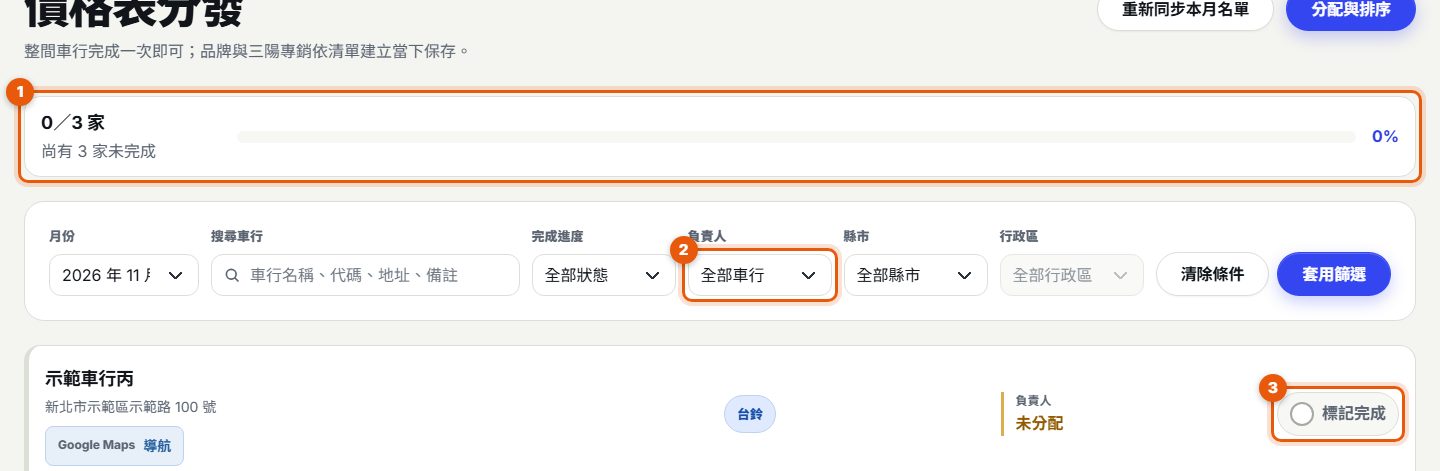 價格表分發
重新同步本月名單
分配與排序
整間車行完成一次即可；品牌與三陽專銷依清單建立當下保存。
1
0／3 家
尚有 3 家未完成
0%
月份
搜尋車行
完成進度
負責人
縣市
行政區
2
2026 年 11 月
車行名稱、代碼、地址、備註
全部狀態
全部車行
全部縣市
全部行政區
清除條件
套用篩選
示範車行丙
新北市示範區示範路 100 號
Google Maps 導航
台鈴
負責人
未分配
3
標記完成